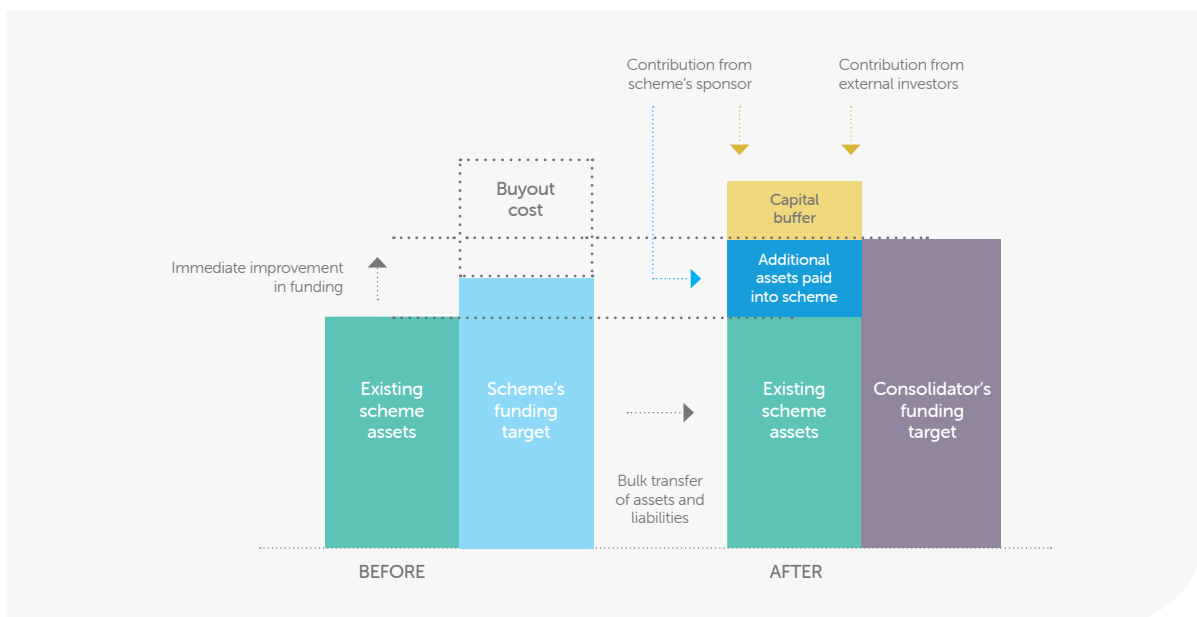 Contribution from
scheme’s sponsor
Contribution from
external investors
Buyout
cost
Capital
buffer
Immediate improvement
in funding
Additional
assets paid
into scheme
Existing
scheme
assets
Scheme’s
funding
target
Existing
scheme
assets
Consolidator’s
funding
target
Bulk transfer
of assets and
liabilities
BEFORE
AFTER